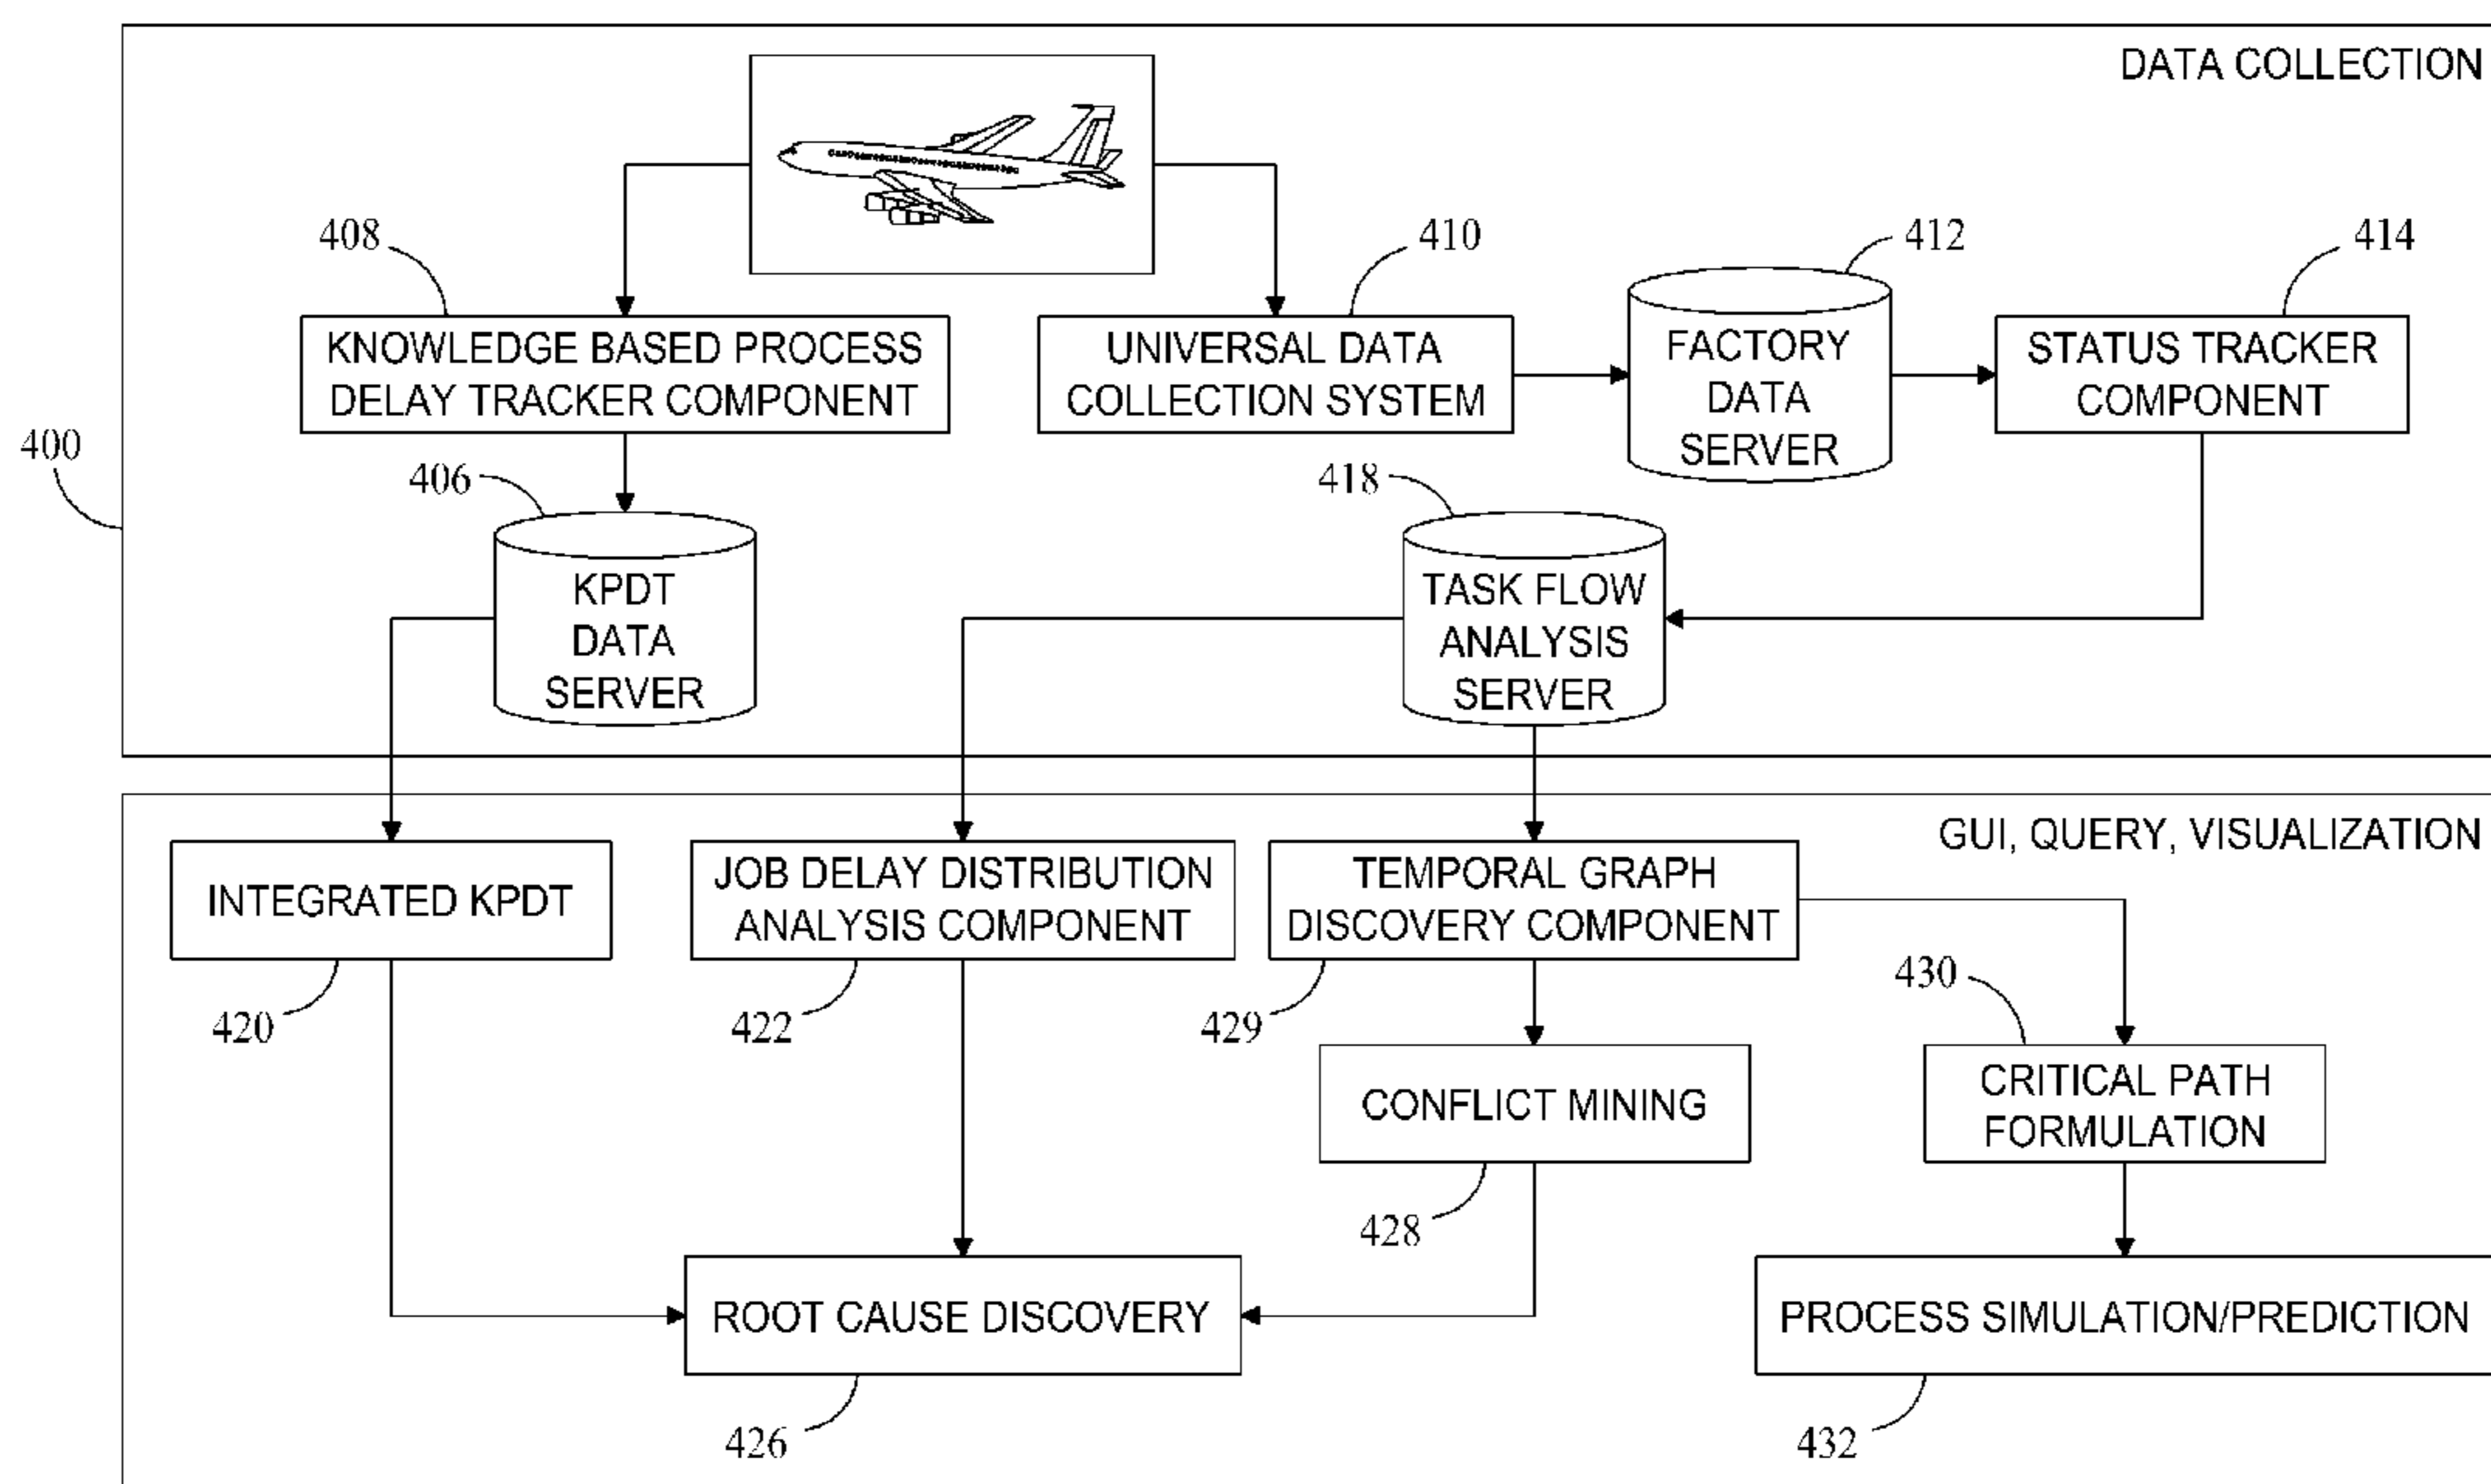 DATA COLLECTION
408
410
412
414
KNOWLEDGE BASED PROCESS
DELAY TRACKER COMPONENT
UNIVERSAL DATA
COLLECTION SYSTEM
FACTORY
DATA
SERVER
STATUS TRACKER
COMPONENT
400
406
418
KPDT
DATA
SERVER
TASK FLOW
ANALYSIS
SERVER
GUI, QUERY, VISUALIZATION
INTEGRATED KPDT
JOB DELAY DISTRIBUTION
ANALYSIS COMPONENT
TEMPORAL GRAPH
DISCOVERY COMPONENT
420
422
429
430
CONFLICT MINING
CRITICAL PATH
FORMULATION
428
ROOT CAUSE DISCOVERY
PROCESS SIMULATION/PREDICTION
426
432